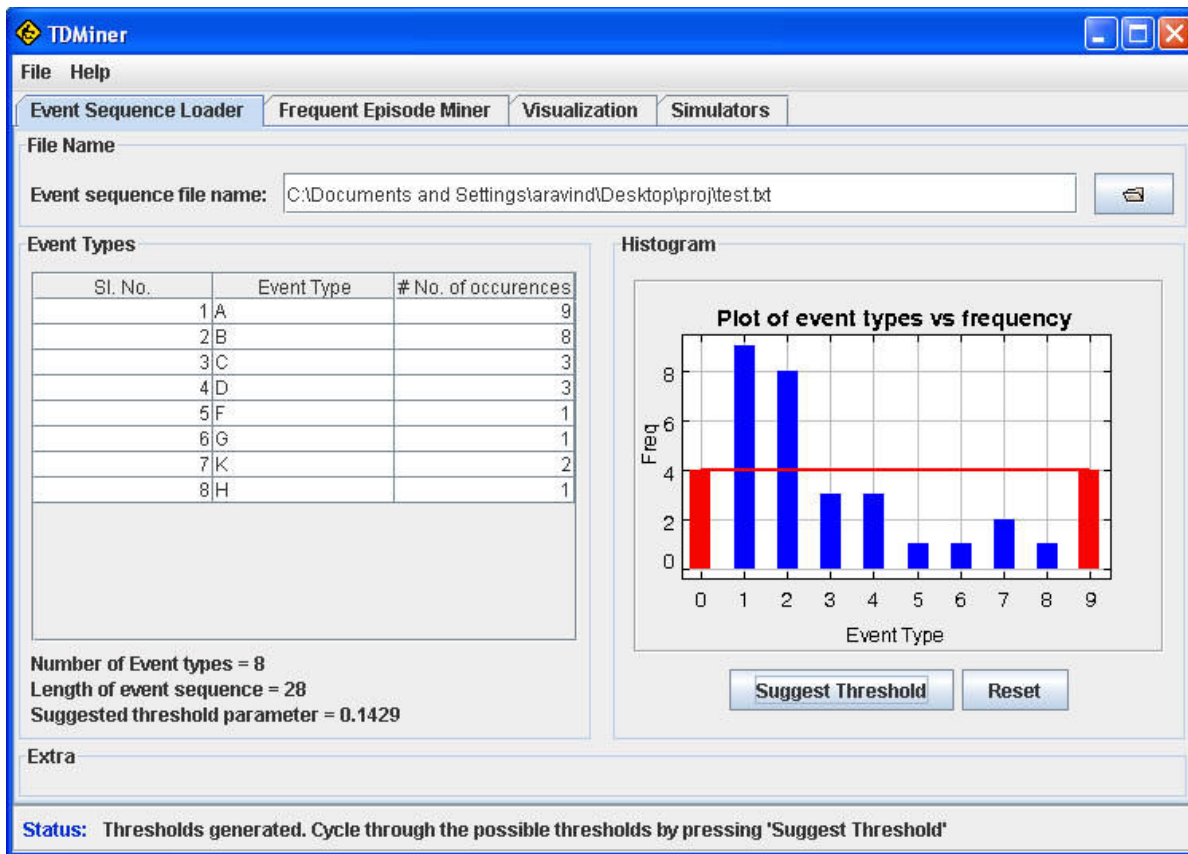 TDMiner
File Help
Event Sequence Loader Frequent Episode Miner Visualization Simulators
File Name
Event sequence file name: C:\Documents and Settings\aravind\Desktop\proj\test.txt
Event Types
Sl. No. Event Type # No. of occurences
1 A 9
2 B 8
3 C 3
4 D 3
5 F 1
6 G 1
7 K 2
8 H 1
Number of Event types = 8
Length of event sequence = 28
Suggested threshold parameter = 0.1429
Histogram
Plot of event types vs frequency
Freq
8
6
4
2
0
0 1 2 3 4 5 6 7 8 9
Event Type
Suggest Threshold Reset
Extra
Status: Thresholds generated. Cycle through the possible thresholds by pressing 'Suggest Threshold'